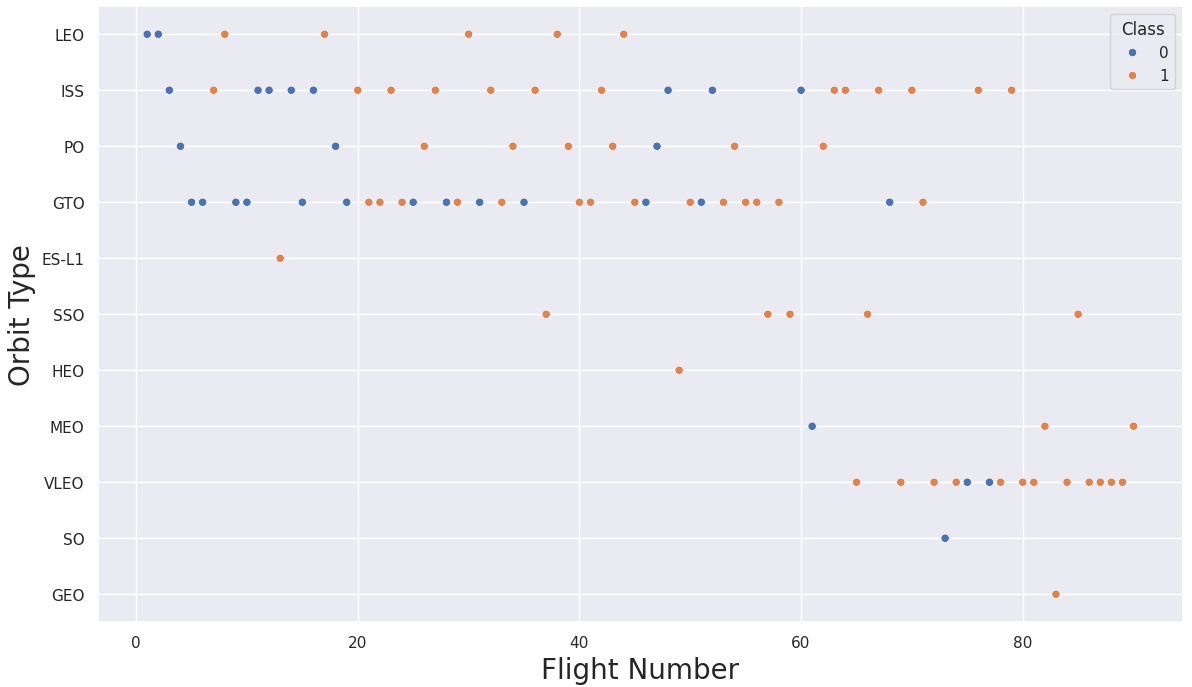 LEO
ISS
PO
GTO
ES-L1
SSO
HEO
MEO
VLEO
SO
GEO
Orbit Type
Class
0
1
0
20
40
60
80
Flight Number